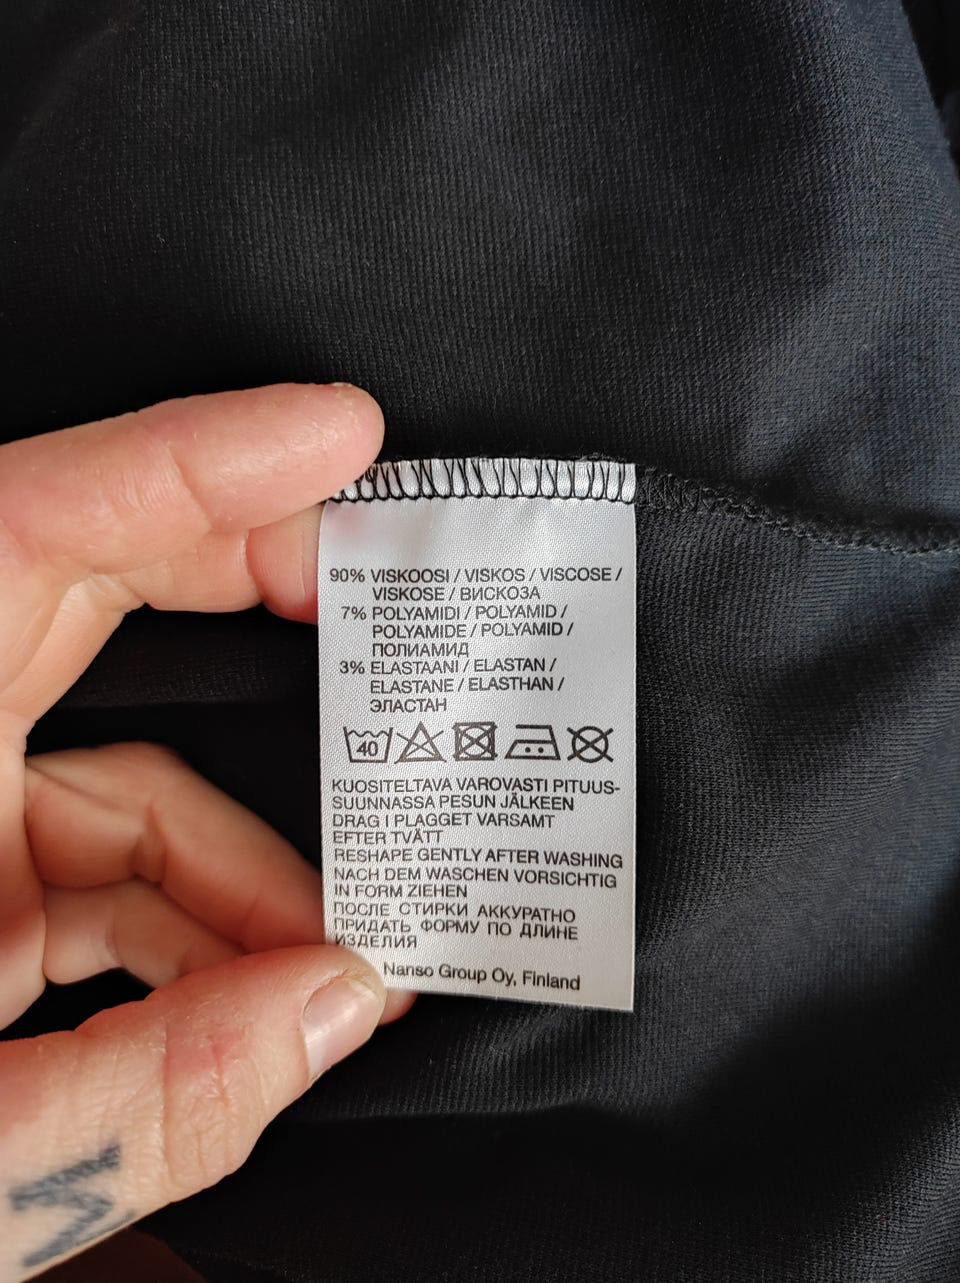 90% VISKOOSI / VISKOS / VISCOSE /
VISKOSE / ВИСКОЗА
7% POLYAMIDI / POLYAMID /
POLYAMIDE / POLYAMID /
ПОЛИАМИД
3% ELASTAANI / ELASTAN /
ELASTANE / ELASTHAN /
ЭЛАСТАН
40
KUOSITELTAVA VAROVASTI PITUUS-
SUUNNASSA PESUN JÄLKEEN
DRAG I PLAGGET VARSAMT
EFTER TVÄTT
RESHAPE GENTLY AFTER WASHING
NACH DEM WASCHEN VORSICHTIG
IN FORM ZIEHEN
ПОСЛЕ СТИРКИ АККУРАТНО
ПРИДАТЬ ФОРМУ ПО ДЛИНЕ
ИЗДЕЛИЯ
Nanso Group Oy, Finland
M